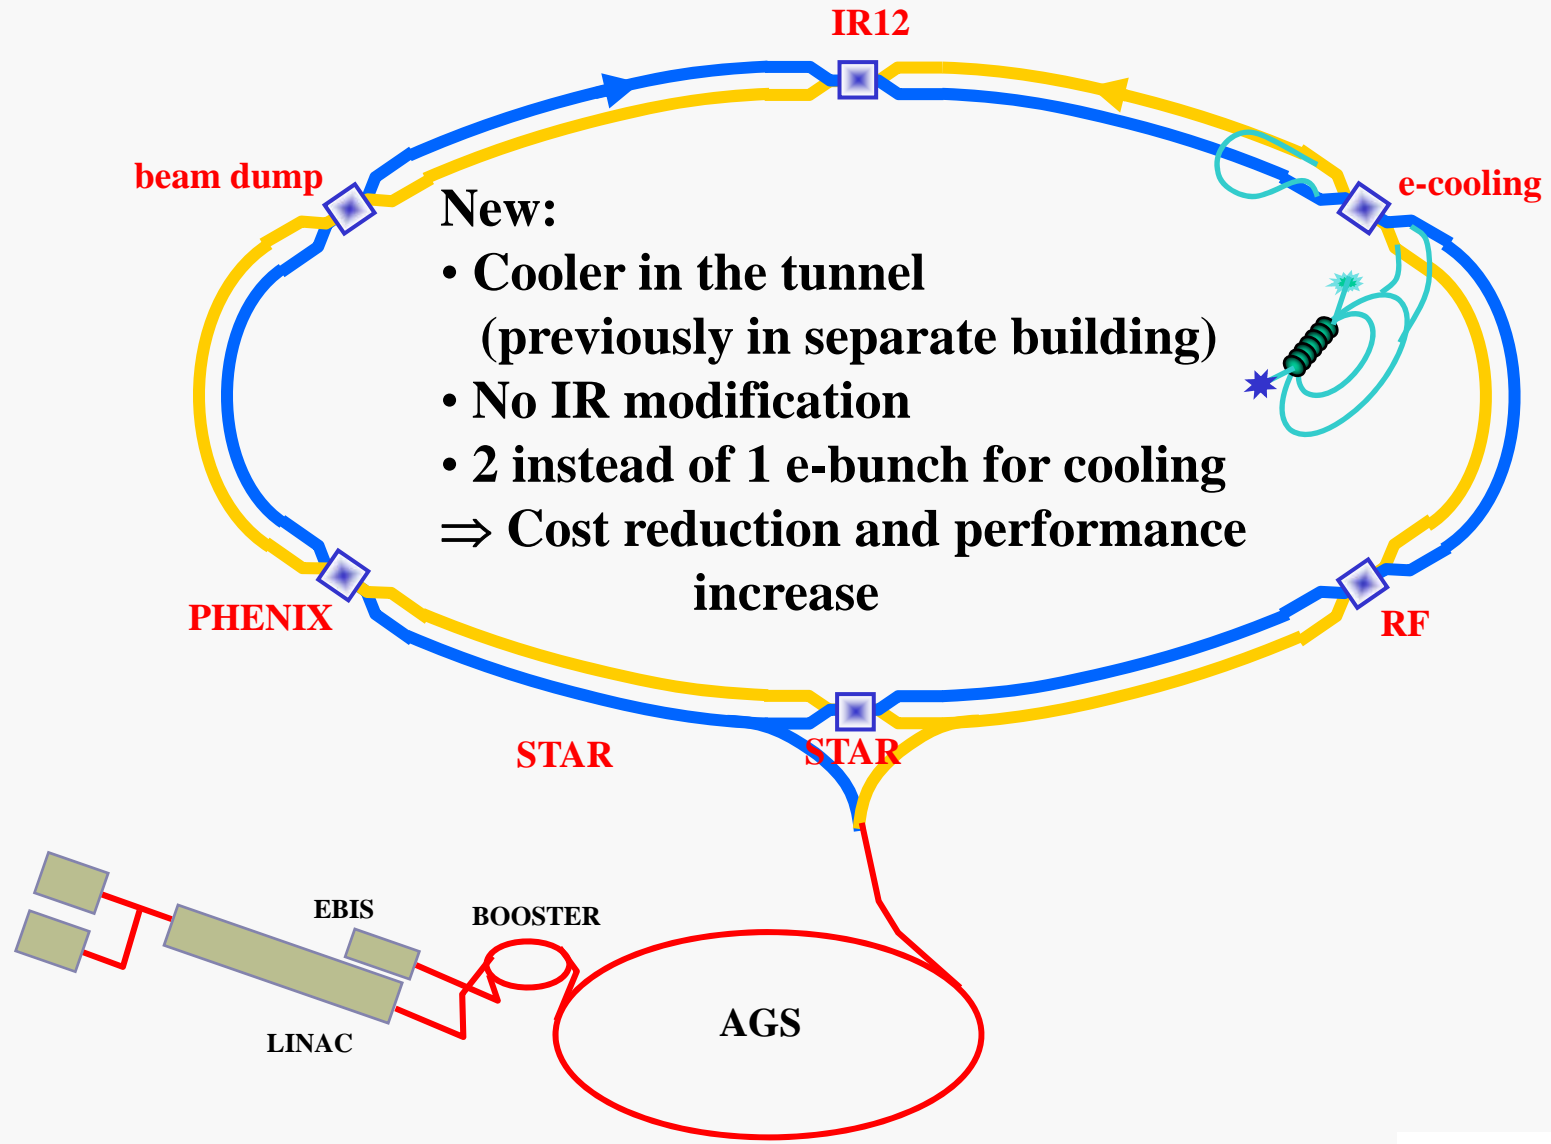 IR12
beam dump
e-cooling
New:
• Cooler in the tunnel
(previously in separate building)
• No IR modification
• 2 instead of 1 e-bunch for cooling
⇒ Cost reduction and performance
increase
PHENIX
RF
STAR
STAR
EBIS
BOOSTER
AGS
LINAC